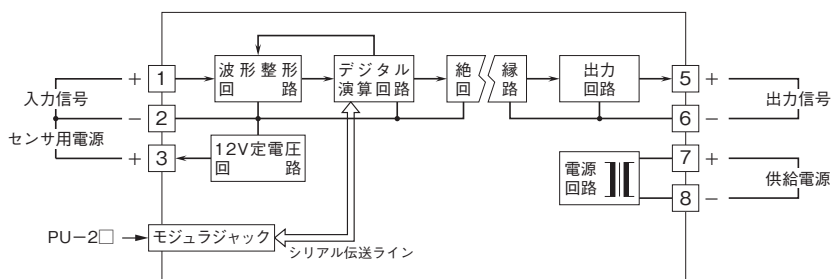 入力信号
センサ用電源
+ 1
− 2
+ 3
波形整形
回路
デジタル
演算回路
絶縁
回路
出力
回路
12V定電圧
回路
電源
回路
5 +
6 −
7 +
8 −
出力信号
供給電源
PU−2□
モジュラジャック
シリアル伝送ライン